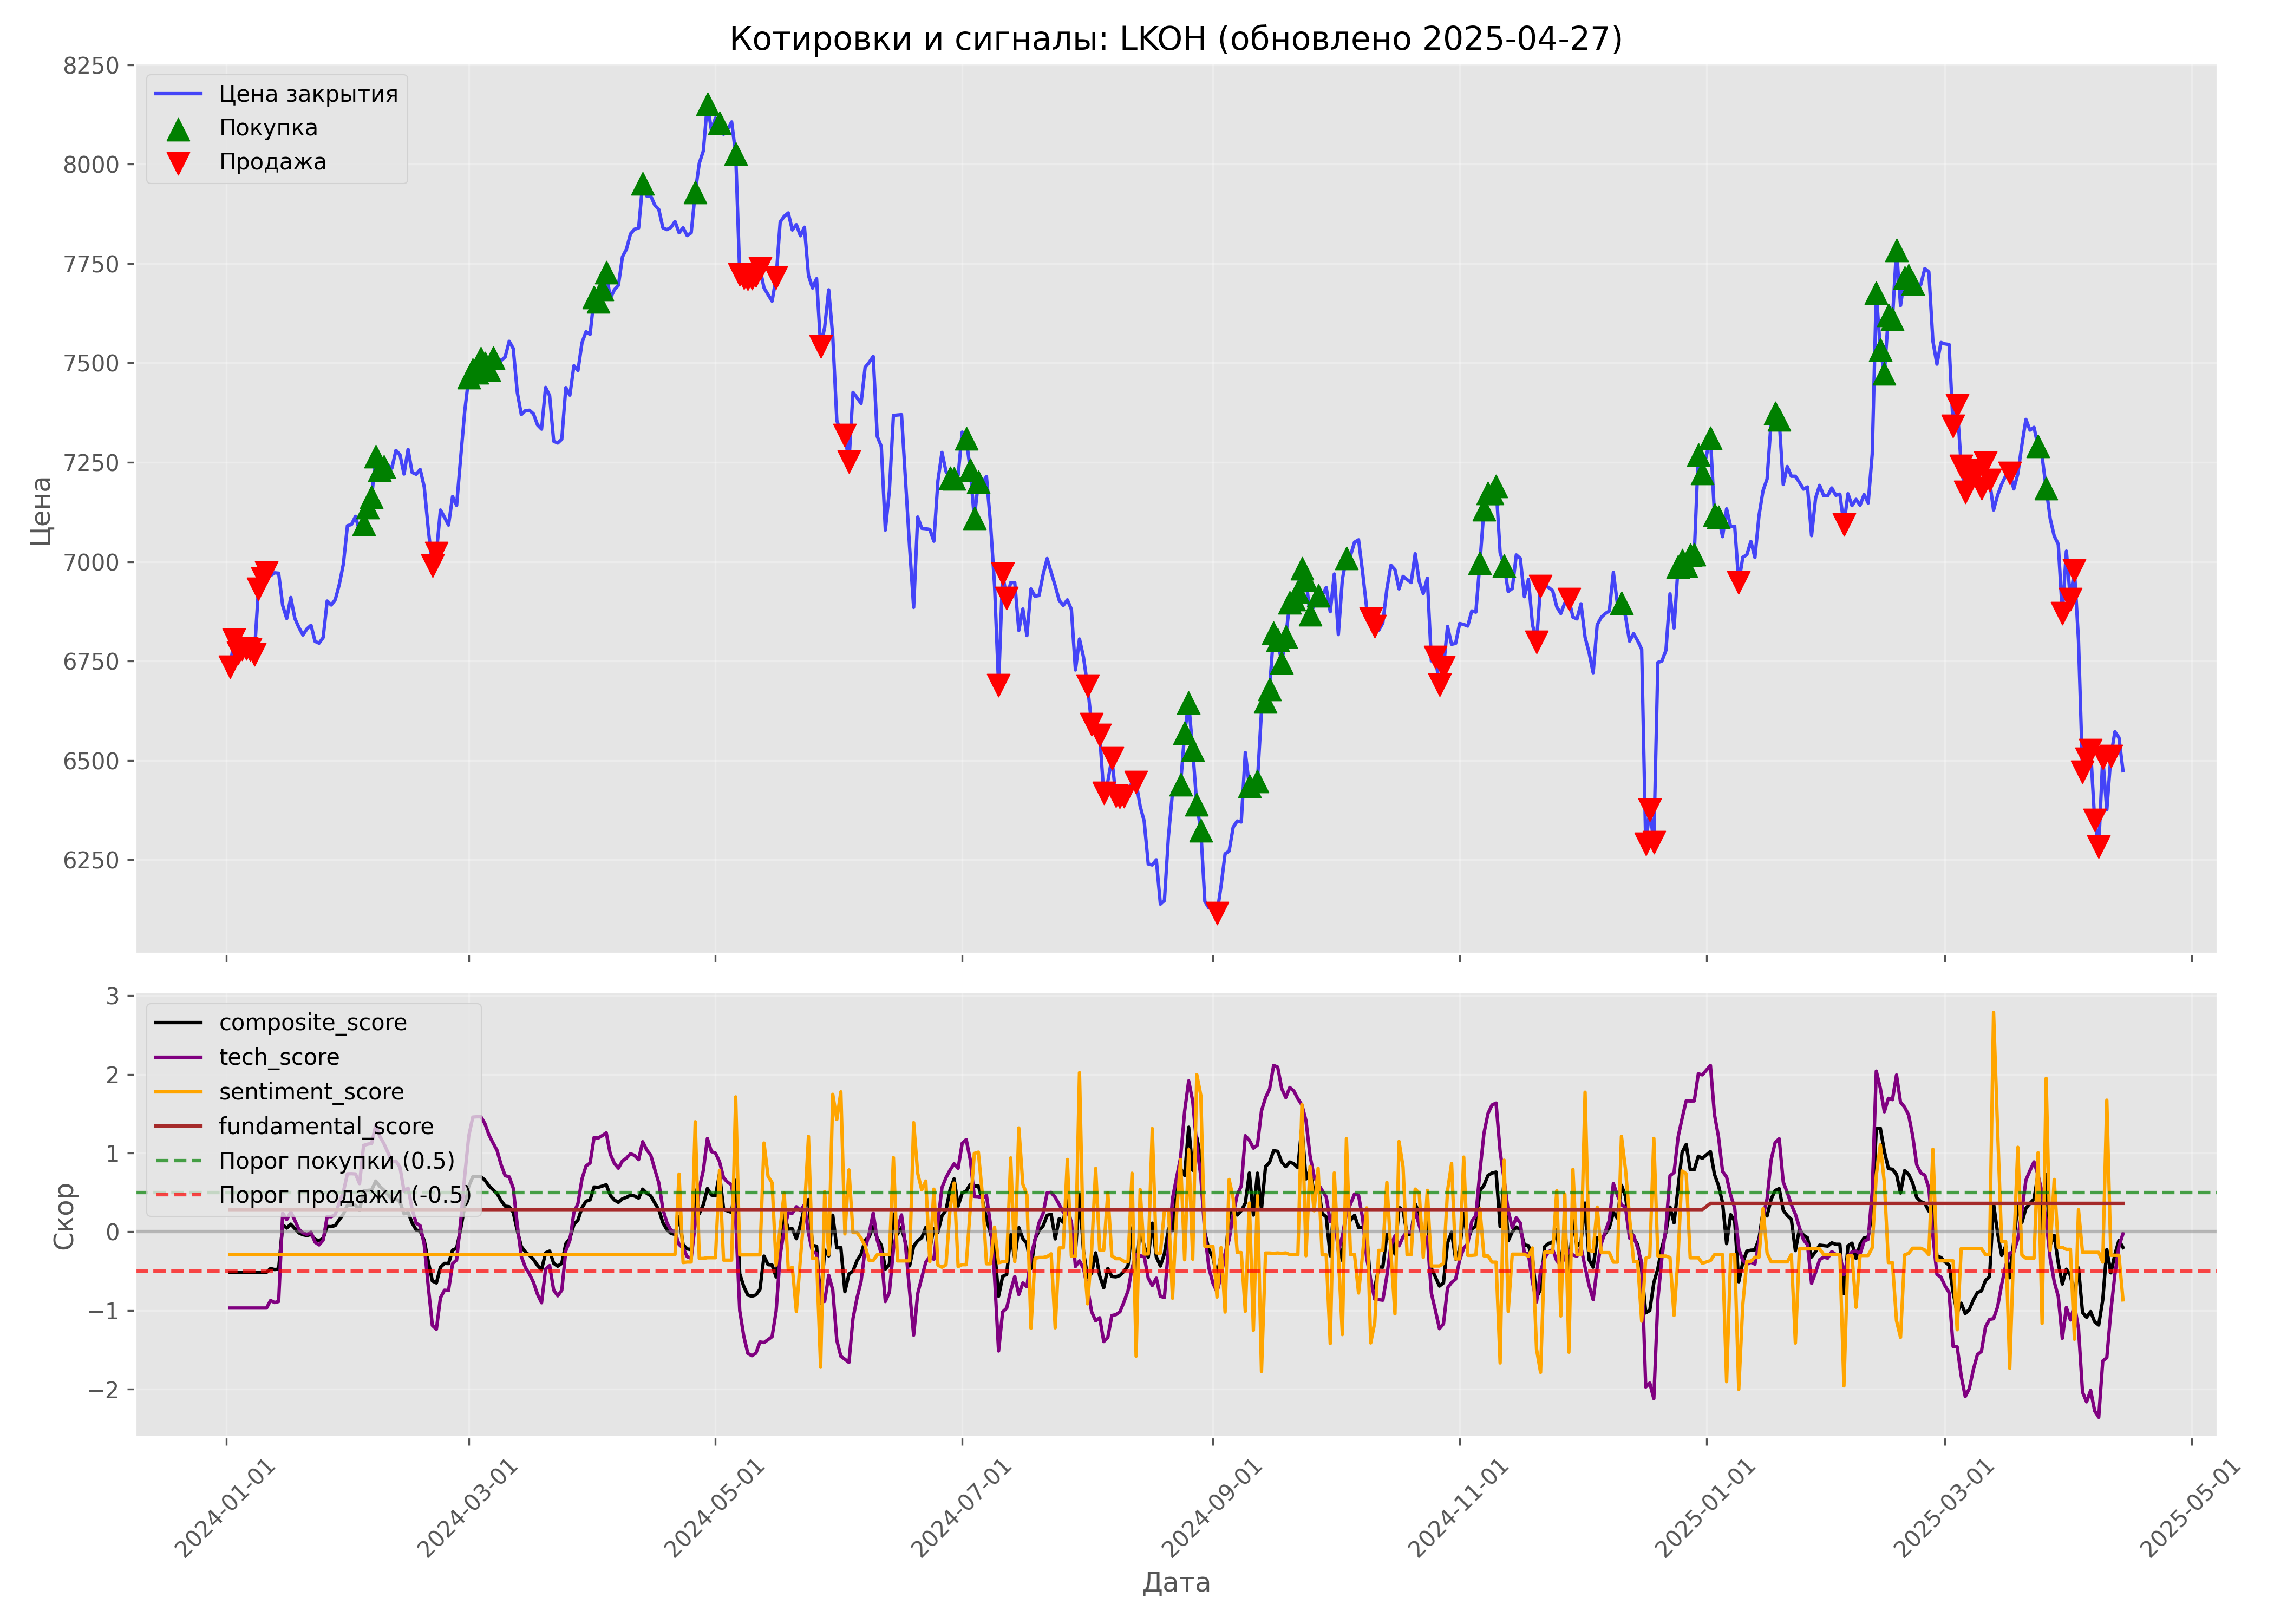 Котировки и сигналы: LKOH (обновлено 2025-04-27)
8250
8000
7750
7500
7250
7000
6750
6500
6250
Цена
Цена закрытия
Покупка
Продажа
3
2
1
0
−1
−2
Скор
composite_score
tech_score
sentiment_score
fundamental_score
Порог покупки (0.5)
Порог продажи (-0.5)
2024-01-01
2024-03-01
2024-05-01
2024-07-01
2024-09-01
2024-11-01
2025-01-01
2025-03-01
2025-05-01
Дата